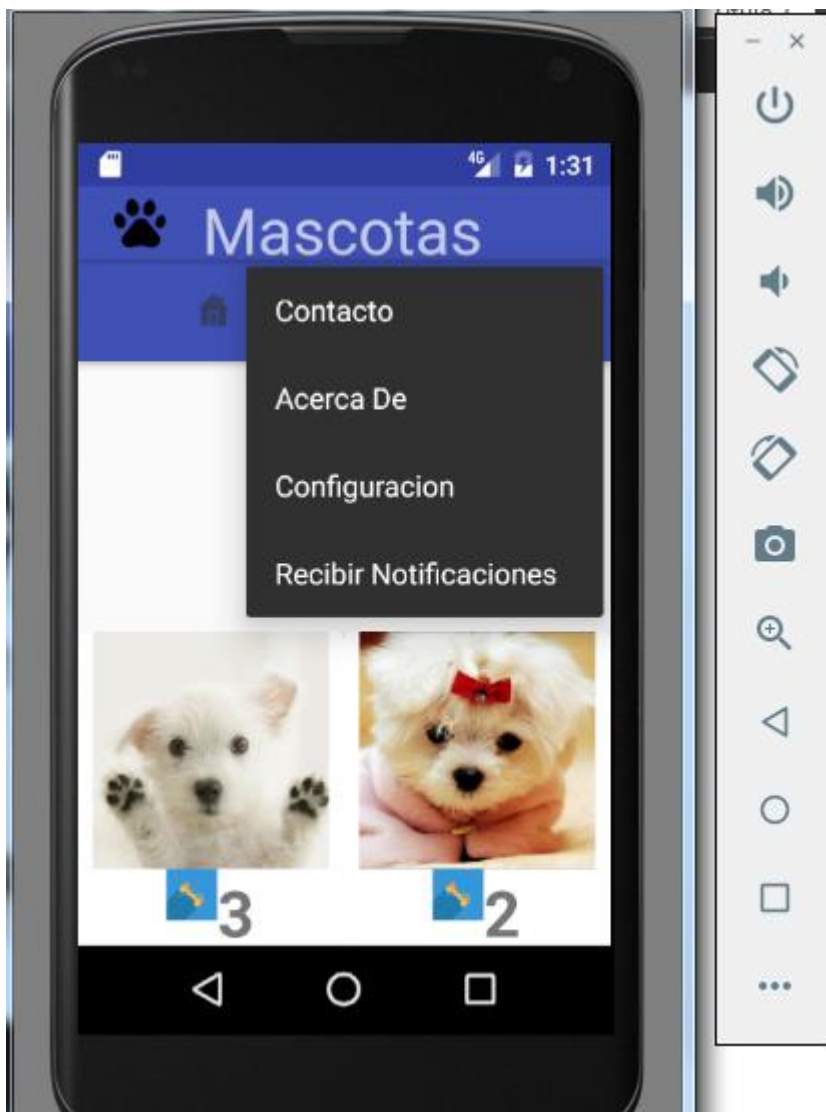 4G 1:31
Mascotas
Contacto
Acerca De
Configuracion
Recibir Notificaciones
3
2